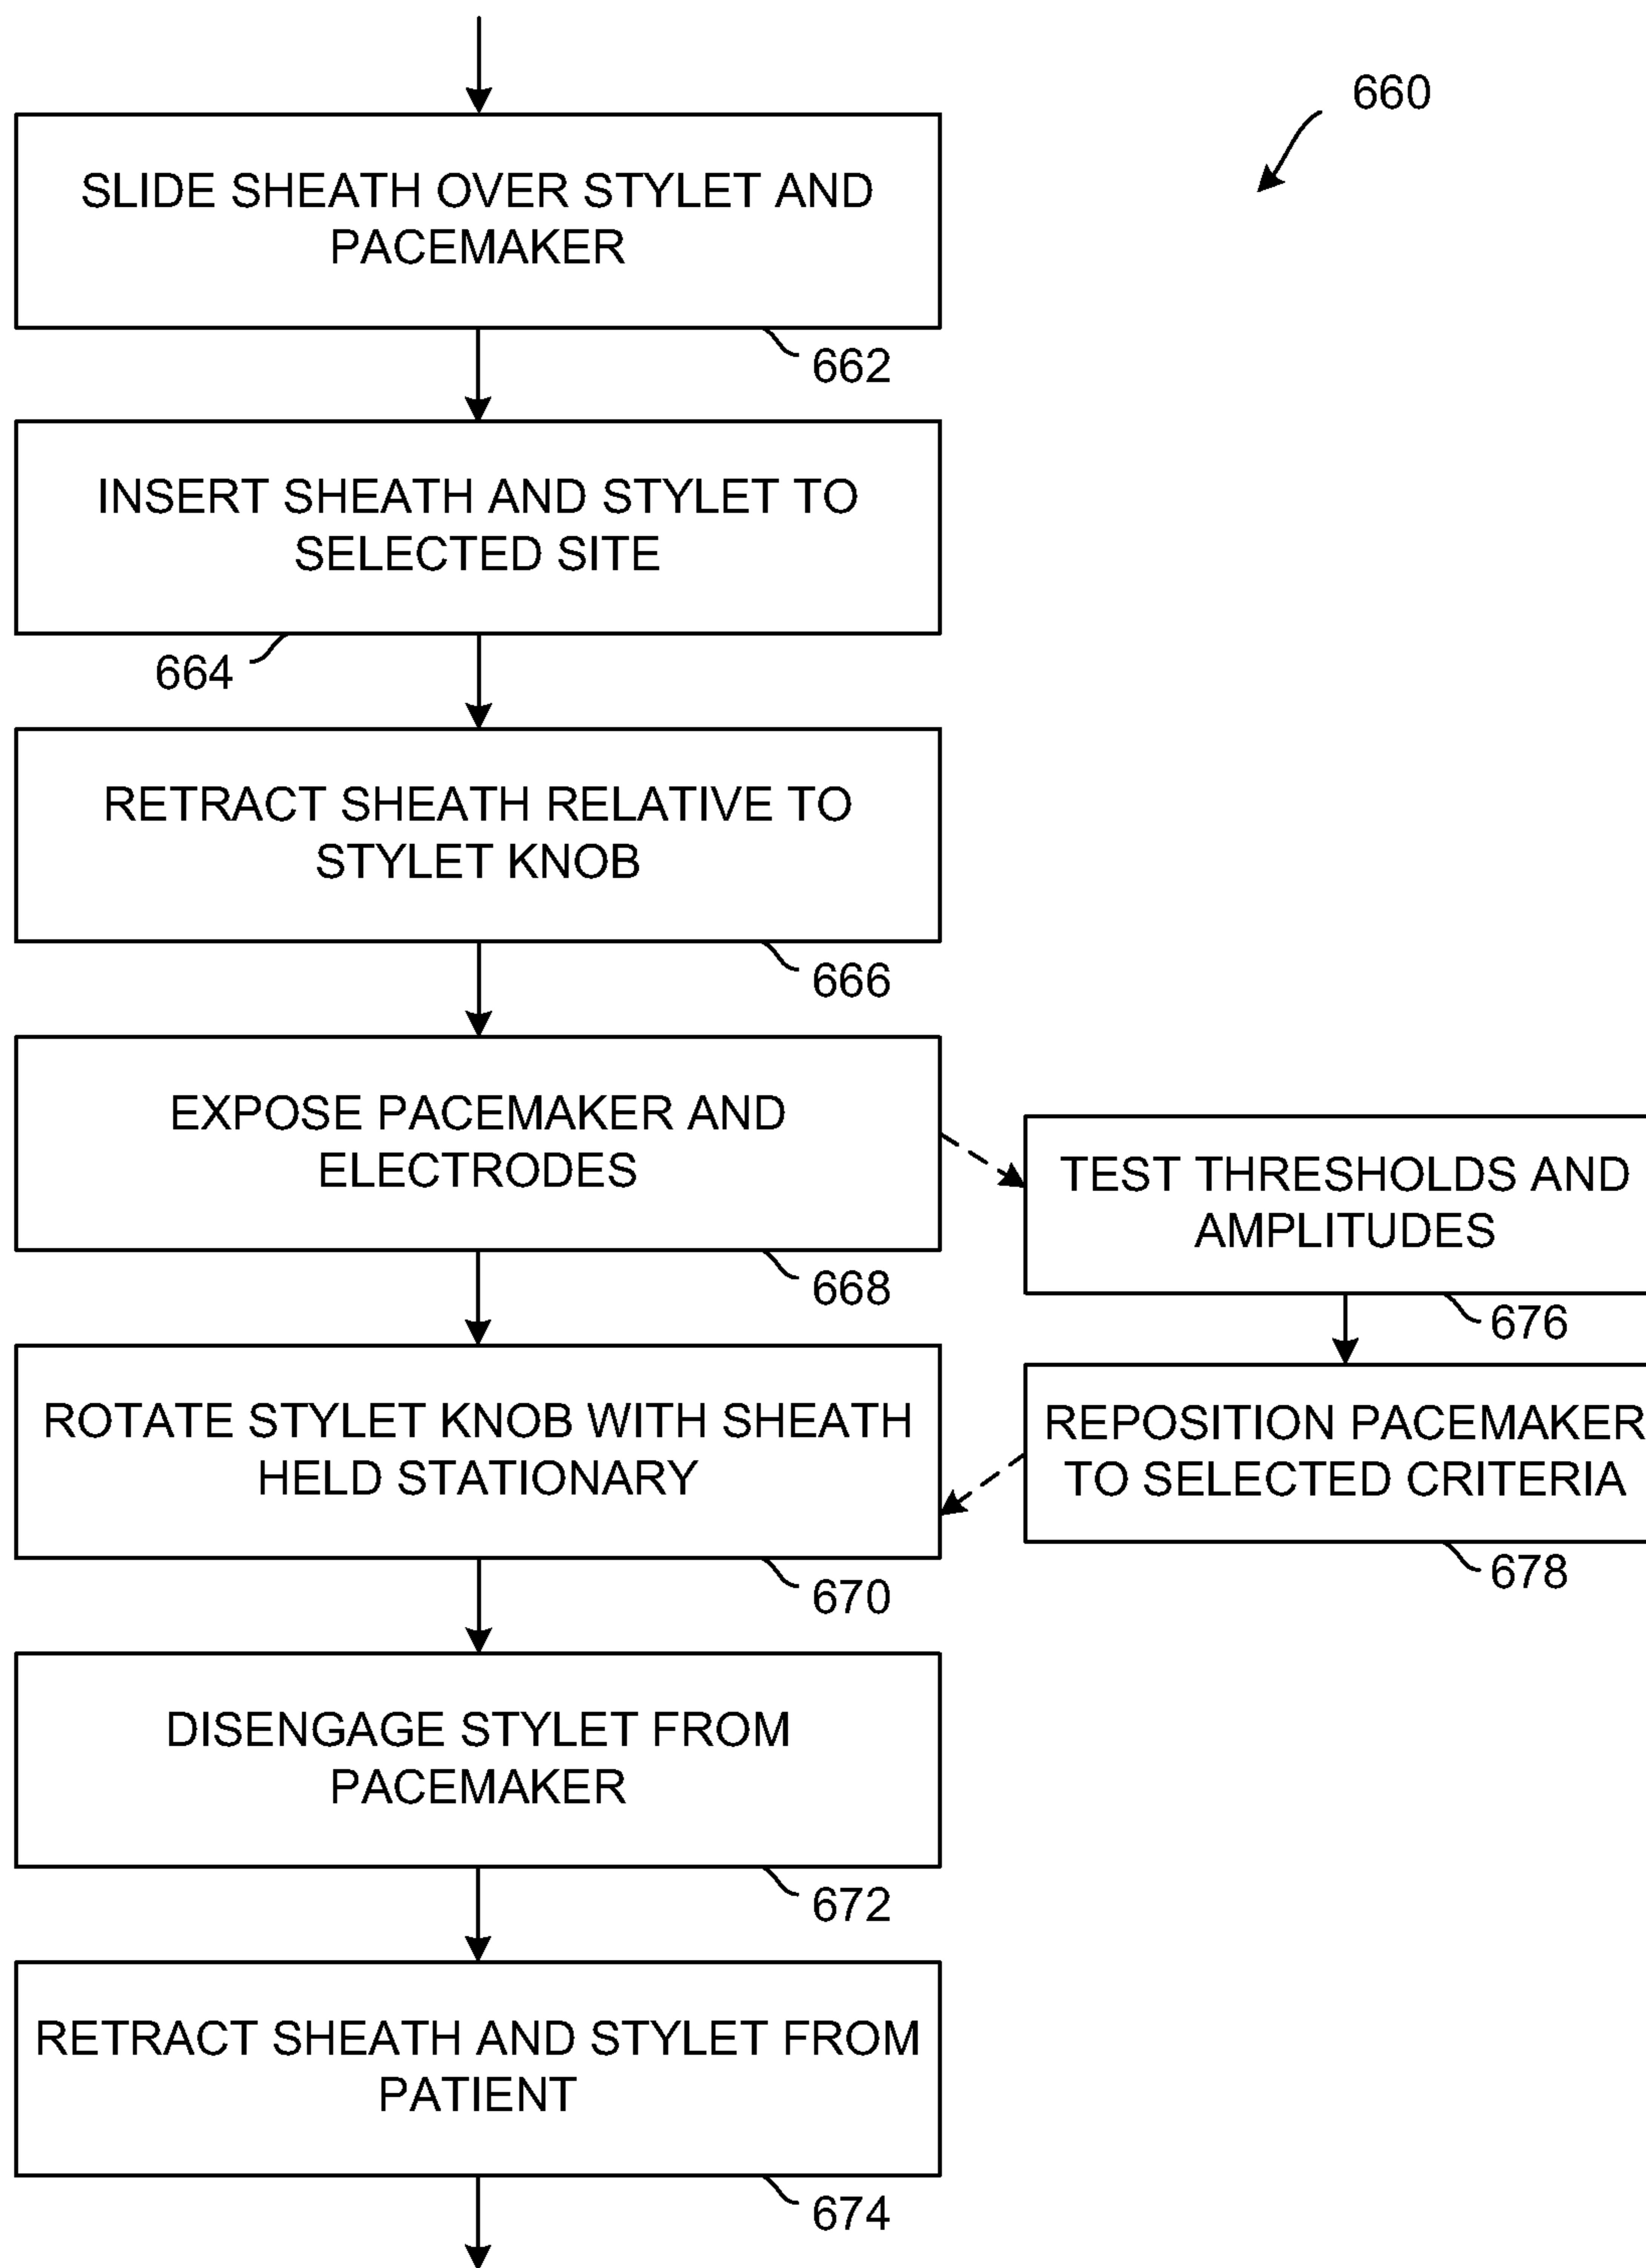 660
SLIDE SHEATH OVER STYLET AND
PACEMAKER
662
INSERT SHEATH AND STYLET TO
SELECTED SITE
664
RETRACT SHEATH RELATIVE TO
STYLET KNOB
666
EXPOSE PACEMAKER AND
ELECTRODES
668
TEST THRESHOLDS AND
AMPLITUDES
676
REPOSITION PACEMAKER
TO SELECTED CRITERIA
678
ROTATE STYLET KNOB WITH SHEATH
HELD STATIONARY
670
DISENGAGE STYLET FROM
PACEMAKER
672
RETRACT SHEATH AND STYLET FROM
PATIENT
674